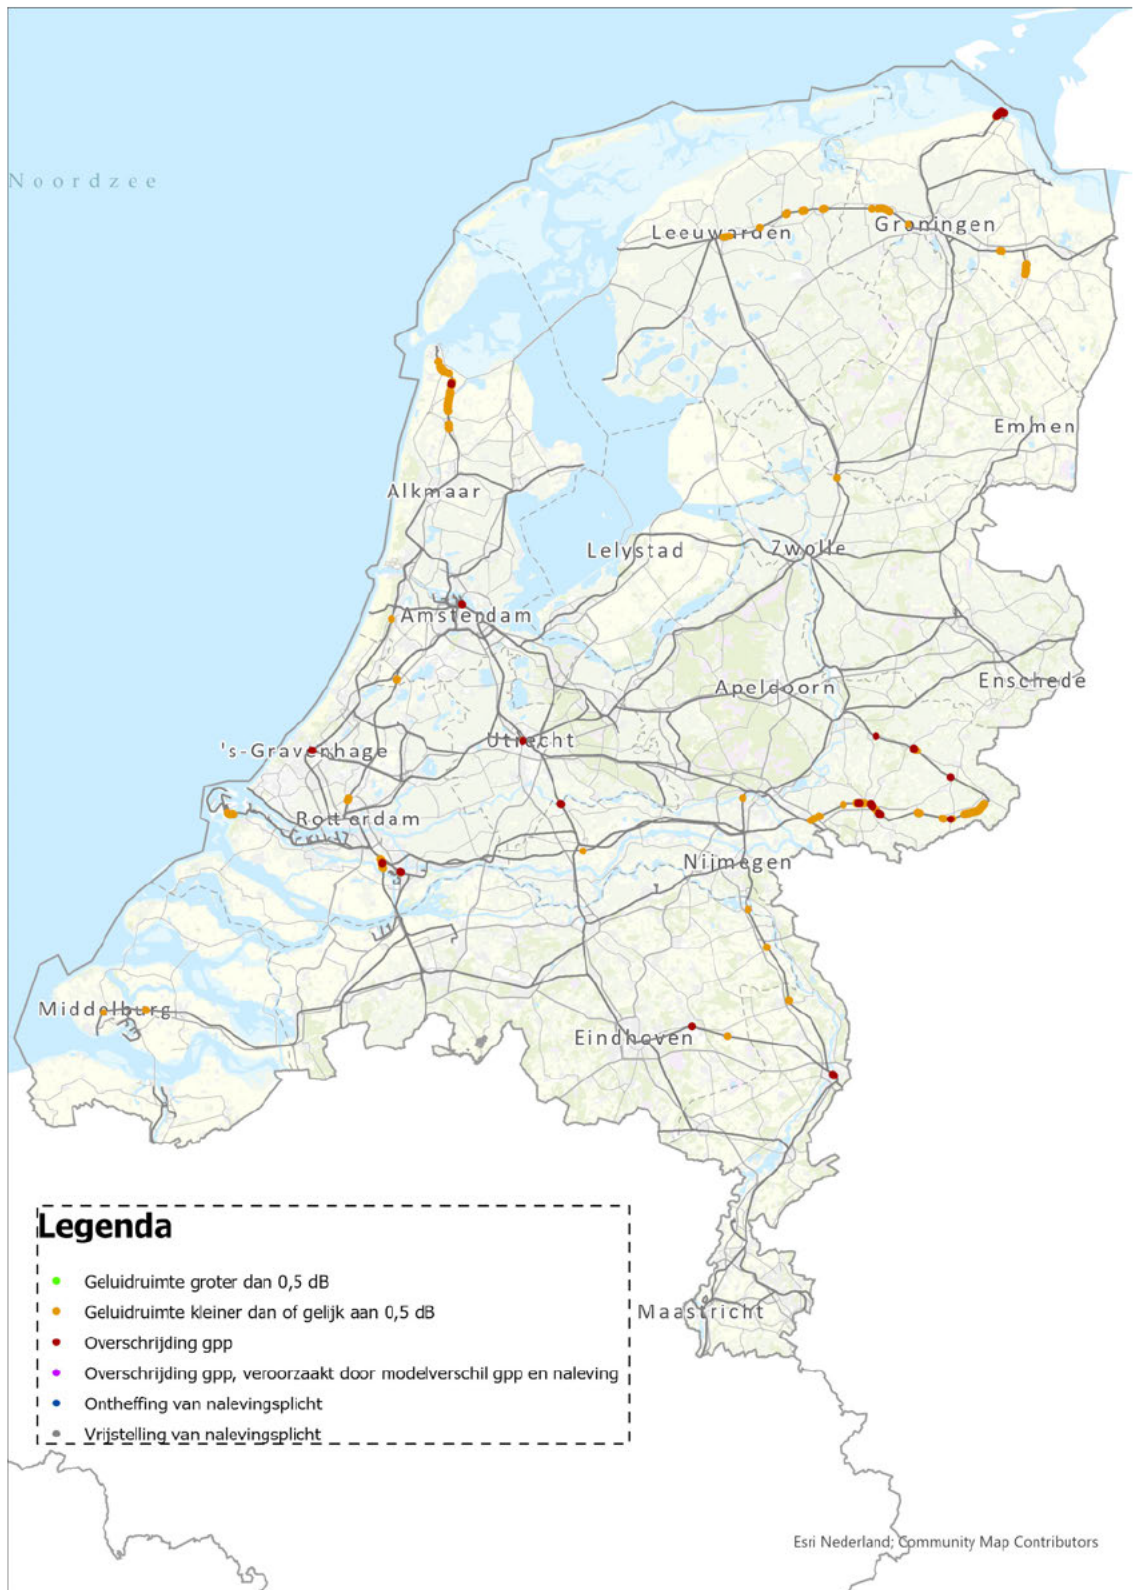 Noordzee
Leeuwarden
Groningen
Emmen
Alkmaar
Lelystad
Zwolle
Amsterdam
Apeldoorn
Enschede
Utrecht
's-Gravenhage
Rotterdam
Nijmegen
Middelburg
Eindhoven
Maastricht
Legenda
Geluidruimte groter dan 0,5 dB
Geluidruimte kleiner dan of gelijk aan 0,5 dB
Overschrijding gpp
Overschrijding gpp, veroorzaakt door modelverschil gpp en naleving
Ontheffing van nalevingsplicht
Vrijstelling van nalevingsplicht
Esri Nederland; Community Map Contributors